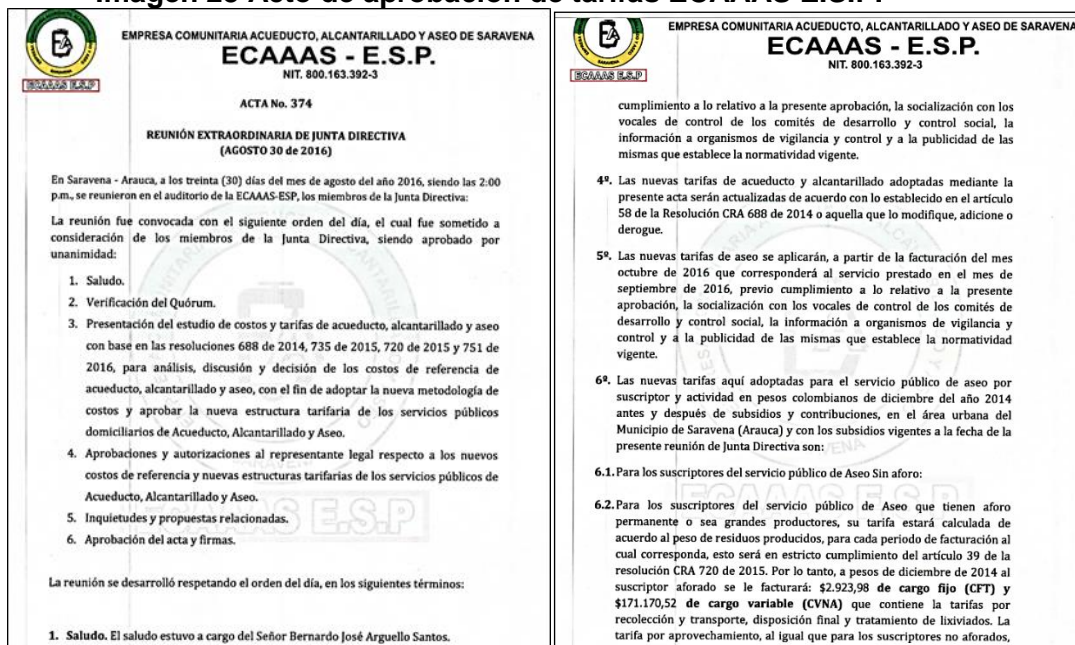 Imagen 28 Acto de aprobación de tarifas ECAAAS E.S.P.
EMPRESA COMUNITARIA ACUEDUCTO, ALCANTARILLADO Y ASEO DE SARAVENA
ECAAAS - E.S.P.
NIT. 800.163.392-3
ECAAAS E.S.P
ACTA No. 374
REUNIÓN EXTRAORDINARIA DE JUNTA DIRECTIVA
(AGOSTO 30 de 2016)
En Saravena - Arauca, a los treinta (30) días del mes de agosto del año 2016, siendo las 2:00
p.m., se reunieron en el auditorio de la ECAAAS-ESP, los miembros de la Junta Directiva:
La reunión fue convocada con el siguiente orden del día, el cual fue sometido a
consideración de los miembros de la Junta Directiva, siendo aprobado por
unanimidad:
1. Saludo.
2. Verificación del Quórum.
3. Presentación del estudio de costos y tarifas de acueducto, alcantarillado y aseo
con base en las resoluciones 688 de 2014, 735 de 2015, 720 de 2015 y 751 de
2016, para análisis, discusión y decisión de los costos de referencia de
acueducto, alcantarillado y aseo, con el fin de adoptar la nueva metodología de
costos y aprobar la nueva estructura tarifaria de los servicios públicos
domiciliarios de Acueducto, Alcantarillado y Aseo.
4. Aprobaciones y autorizaciones al representante legal respecto a los nuevos
costos de referencia y nuevas estructuras tarifarias de los servicios públicos de
Acueducto, Alcantarillado y Aseo.
5. Inquietudes y propuestas relacionadas.
6. Aprobación del acta y firmas.
La reunión se desarrolló respetando el orden del día, en los siguientes términos:
1. Saludo. El saludo estuvo a cargo del Señor Bernardo José Arguello Santos.
EMPRESA COMUNITARIA ACUEDUCTO, ALCANTARILLADO Y ASEO DE SARAVENA
ECAAAS - E.S.P.
NIT. 800.163.392-3
ECAAAS E.S.P
cumplimiento a lo relativo a la presente aprobación, la socialización con los
vocales de control de los comités de desarrollo y control social, la
información a organismos de vigilancia y control y a la publicidad de las
mismas que establece la normatividad vigente.
4º. Las nuevas tarifas de acueducto y alcantarillado adoptadas mediante la
presente acta serán actualizadas de acuerdo con lo establecido en el artículo
58 de la Resolución CRA 688 de 2014 o aquella que lo modifique, adicione o
derogue.
5º. Las nuevas tarifas de aseo se aplicarán, a partir de la facturación del mes
octubre de 2016 que corresponderá al servicio prestado en el mes de
septiembre de 2016, previo cumplimiento a lo relativo a la presente
aprobación, la socialización con los vocales de control de los comités de
desarrollo y control social, la información a organismos de vigilancia y
control y a la publicidad de las mismas que establece la normatividad
vigente.
6º. Las nuevas tarifas aquí adoptadas para el servicio público de aseo por
suscriptor y actividad en pesos colombianos de diciembre del año 2014
antes y después de subsidios y contribuciones, en el área urbana del
Municipio de Saravena (Arauca) y con los subsidios vigentes a la fecha de la
presente reunión de Junta Directiva son:
6.1. Para los suscriptores del servicio público de Aseo Sin aforo:
6.2. Para los suscriptores del servicio público de Aseo que tienen aforo
permanente o sea grandes productores, su tarifa estará calculada de
acuerdo al peso de residuos producidos, para cada periodo de facturación al
cual corresponda, esto será en estricto cumplimiento del artículo 39 de la
resolución CRA 720 de 2015. Por lo tanto, a pesos de diciembre de 2014 al
suscriptor aforado se le facturará: $2.923,98 de cargo fijo (CFT) y
$171.170,52 de cargo variable (CVNA) que contiene la tarifas por
recolección y transporte, disposición final y tratamiento de lixiviados. La
tarifa por aprovechamiento, al igual que para los suscriptores no aforados,